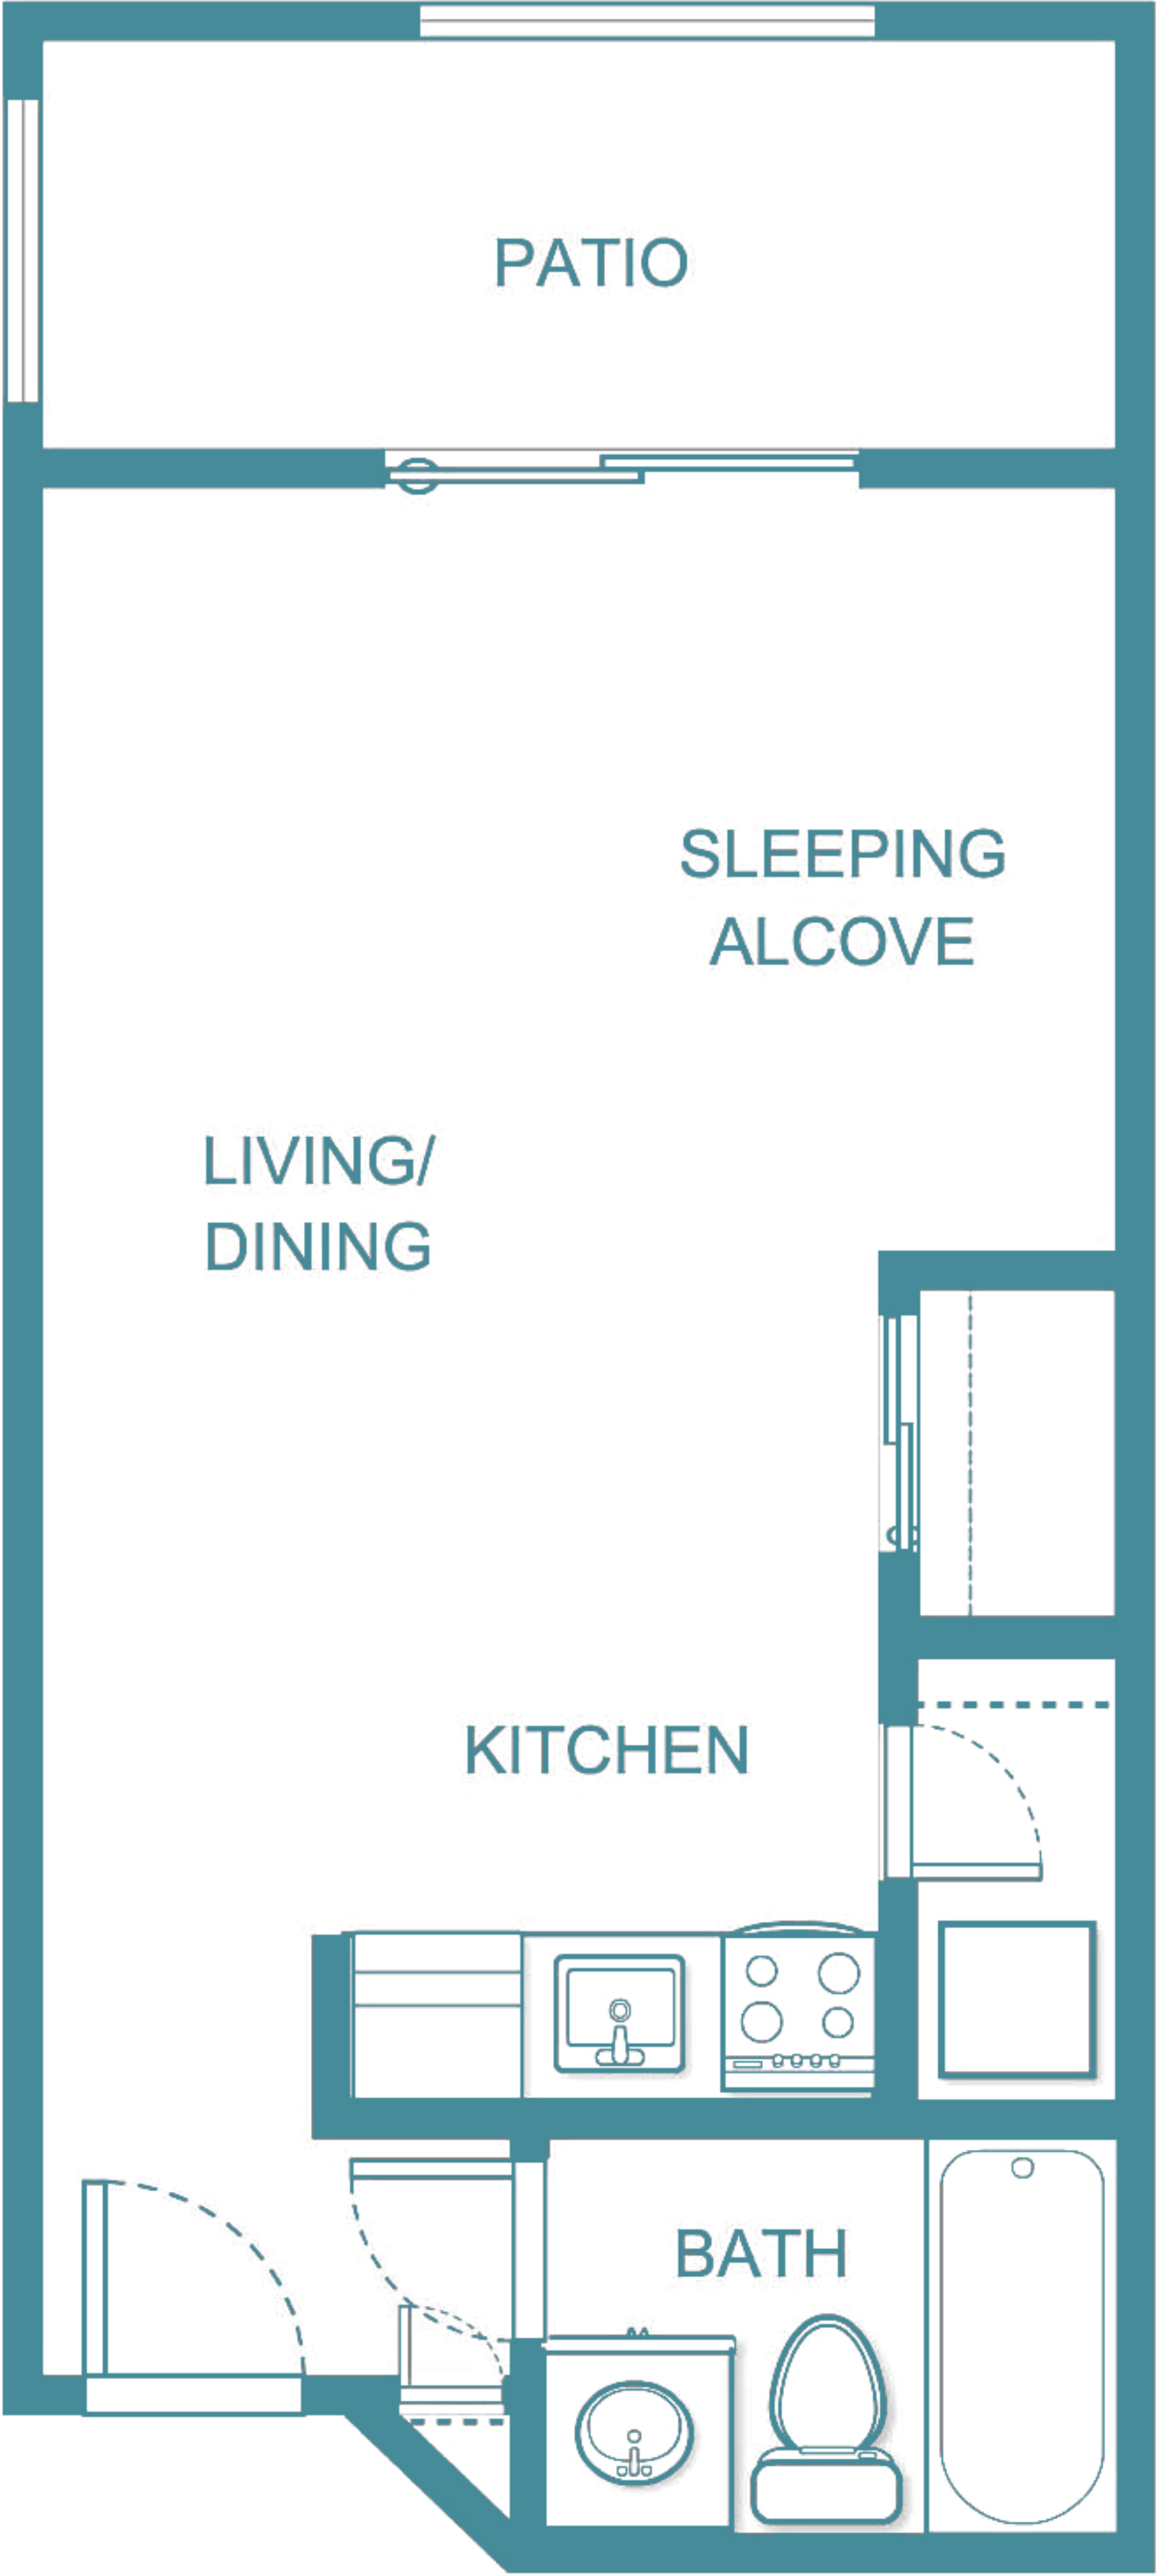 PATIO
SLEEPING
ALCOVE
LIVING/
DINING
KITCHEN
BATH